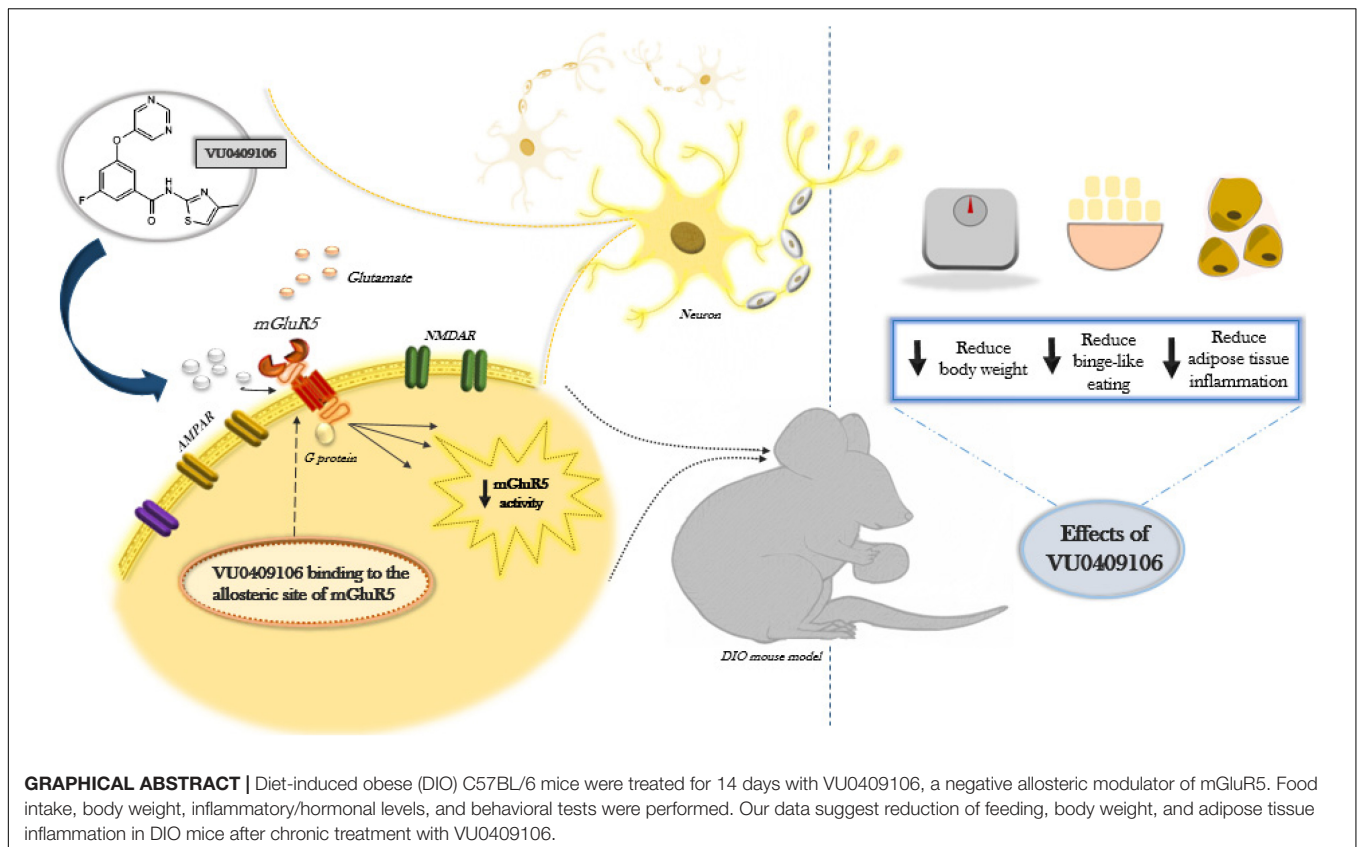 N
N
O
VU0409106
F
H
N
N
O
S
Glutamate
mGluR5
NMDAR
AMPAR
G protein
mGluR5
activity
VU0409106 binding to the
allosteric site of mGluR5
Neuron
DIO mouse model
Reduce
body weight
Reduce
binge-like
eating
Reduce
adipose tissue
inflammation
Effects of
VU0409106
GRAPHICAL ABSTRACT | Diet-induced obese (DIO) C57BL/6 mice were treated for 14 days with VU0409106, a negative allosteric modulator of mGluR5. Food
intake, body weight, inflammatory/hormonal levels, and behavioral tests were performed. Our data suggest reduction of feeding, body weight, and adipose tissue
inflammation in DIO mice after chronic treatment with VU0409106.